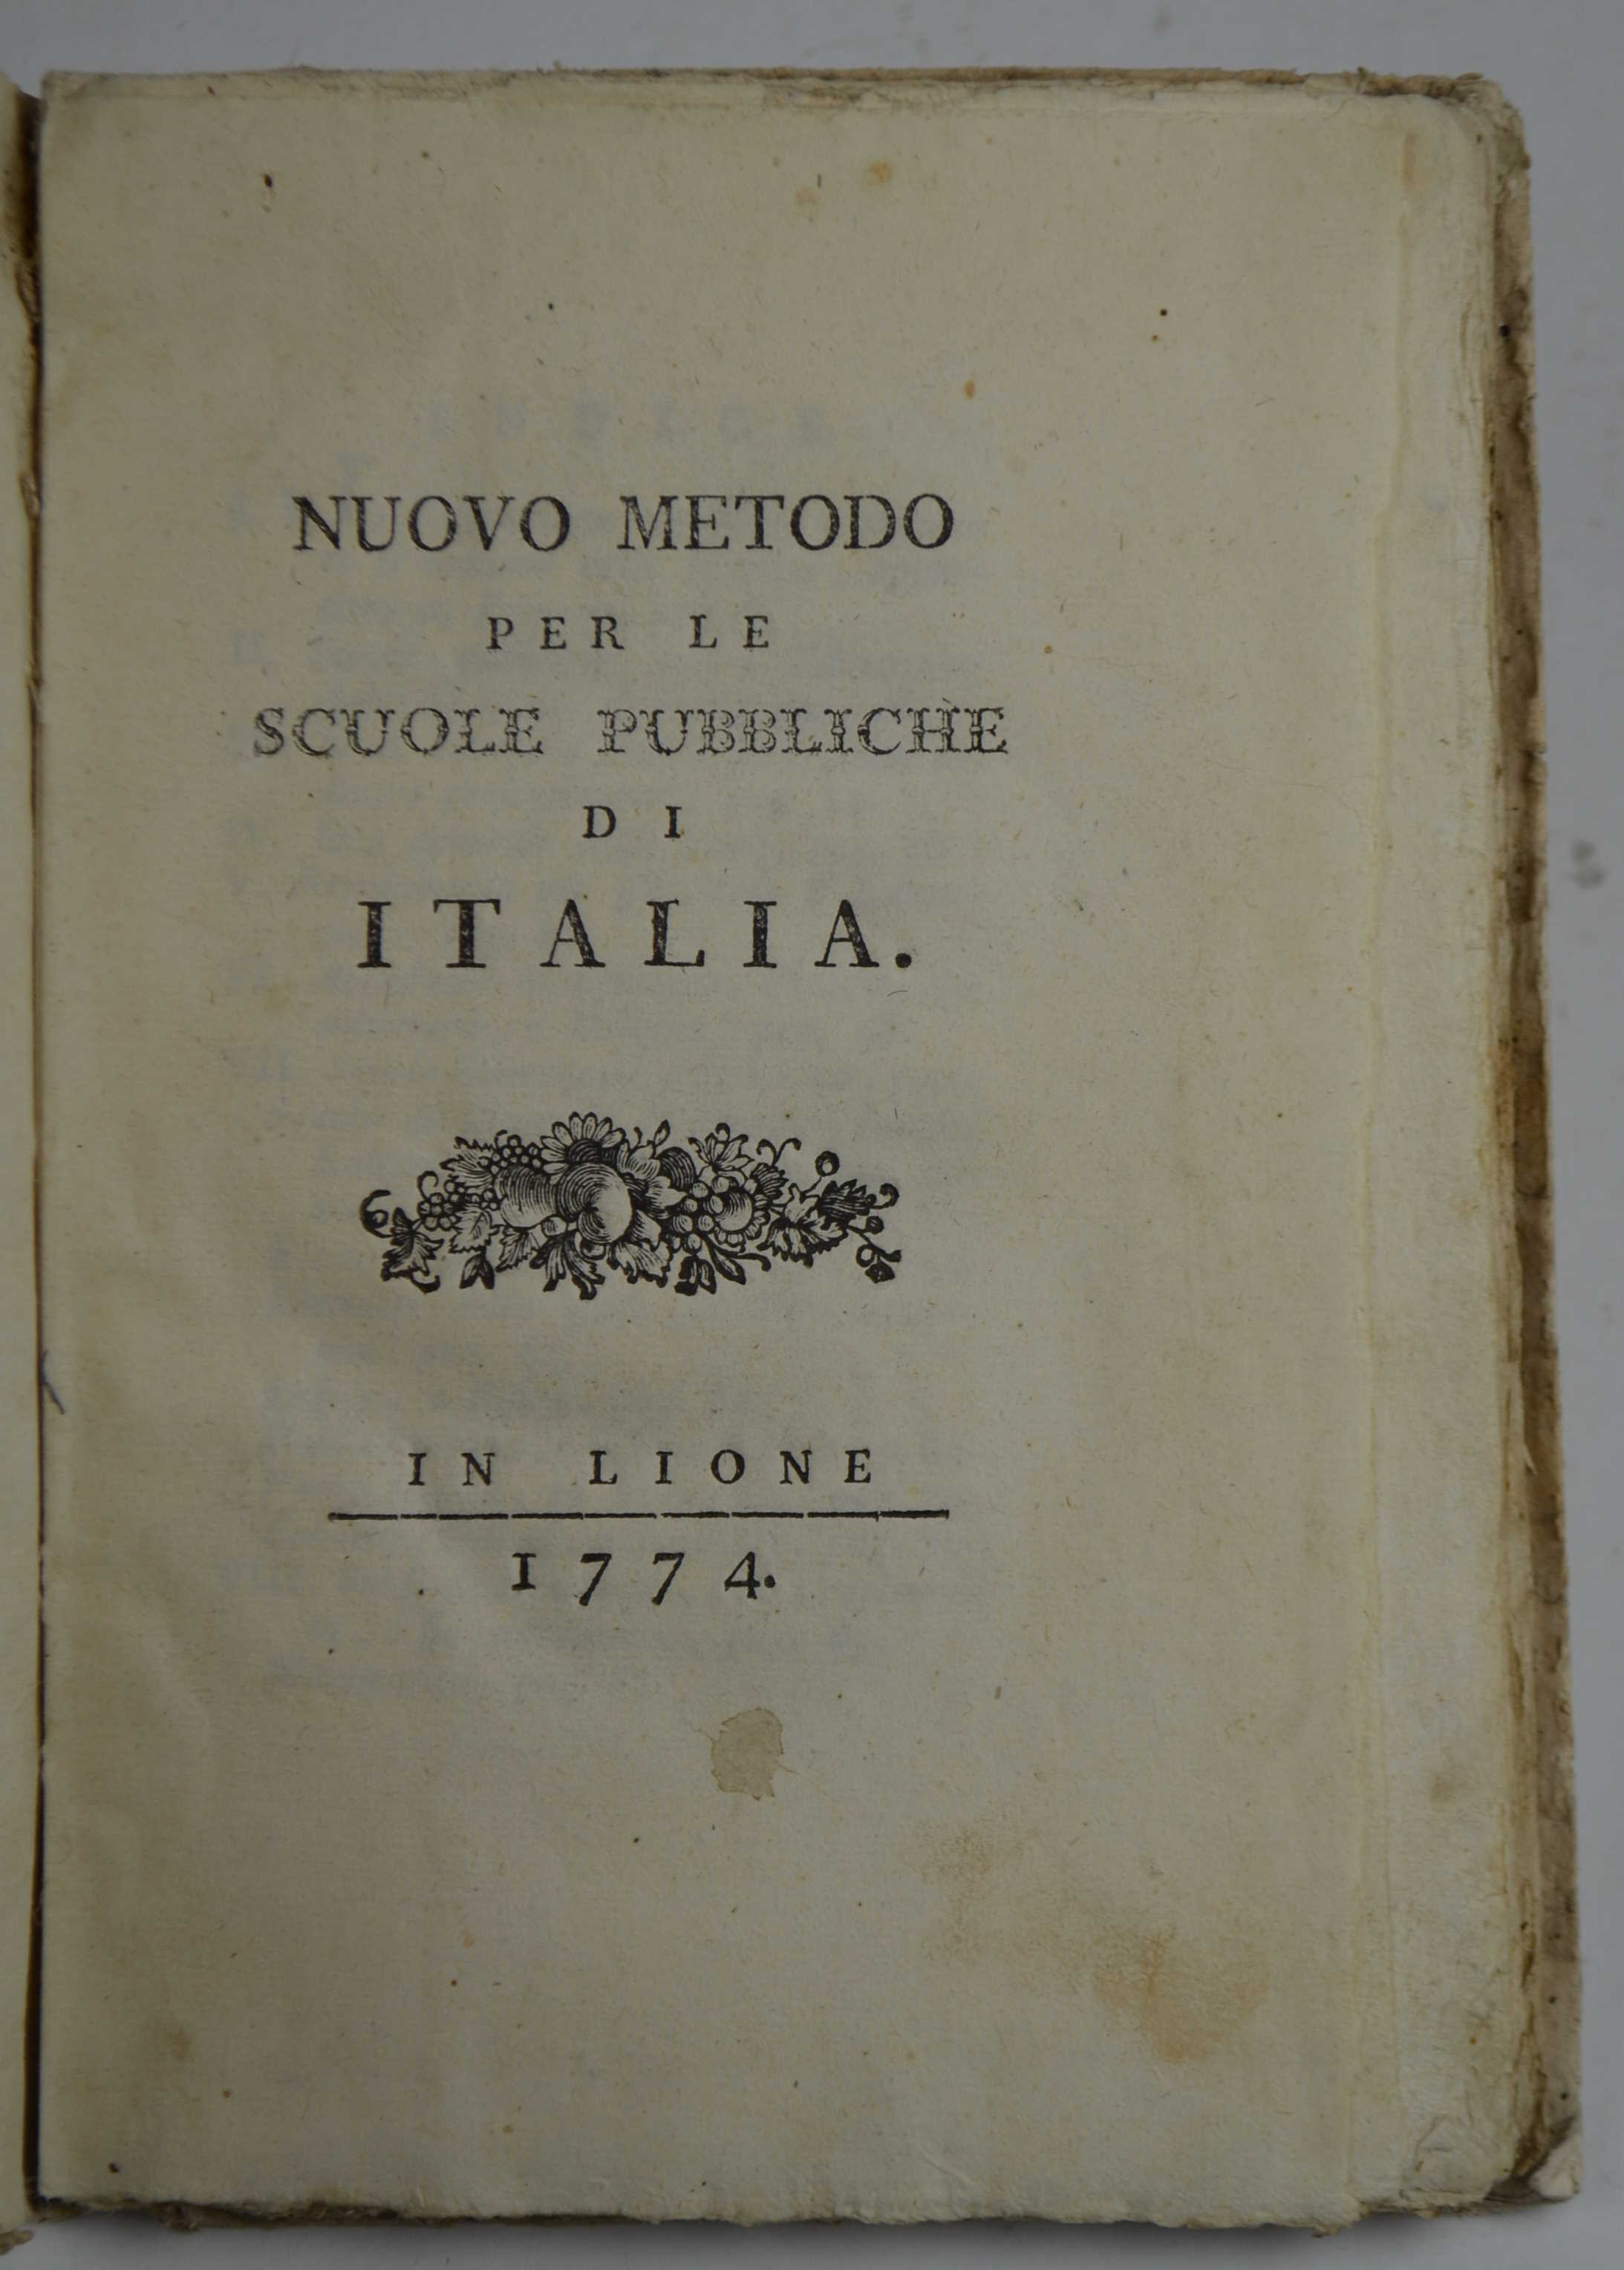 NUOVO METODO
PER LE
SCUOLE PUBBLICHE
DI
ITALIA.
IN LIONE
1774.